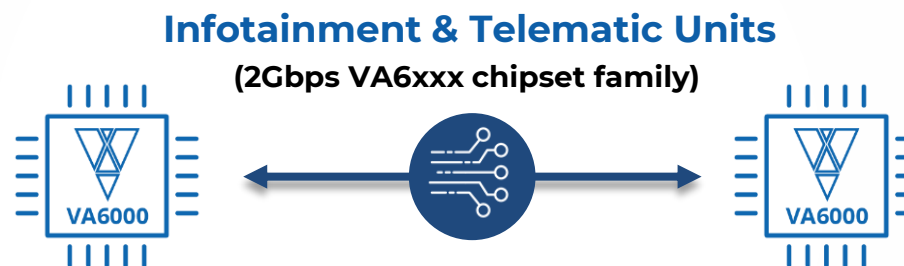 Infotainment & Telematic Units
(2Gbps VA6xxx chipset family)
VA6000
VA6000